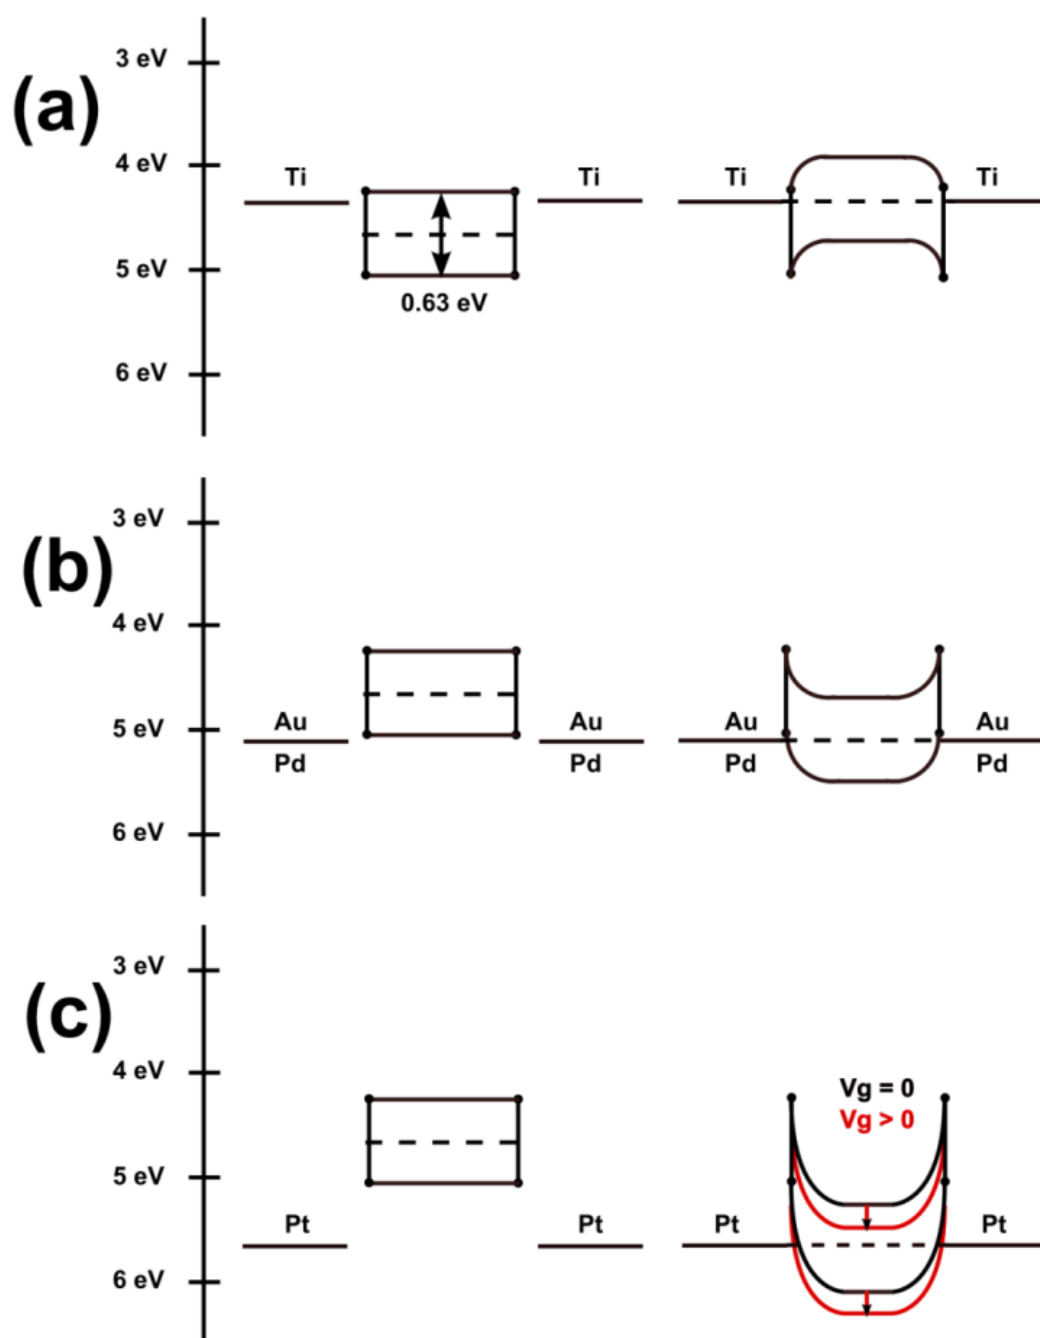 (a)
3 eV
4 eV
5 eV
6 eV
Ti
Ti
Ti
Ti
0.63 eV
(b)
3 eV
4 eV
5 eV
6 eV
Au
Pd
Au
Pd
Au
Pd
Au
Pd
(c)
3 eV
4 eV
5 eV
6 eV
Pt
Pt
Pt
Pt
Vg = 0
Vg > 0